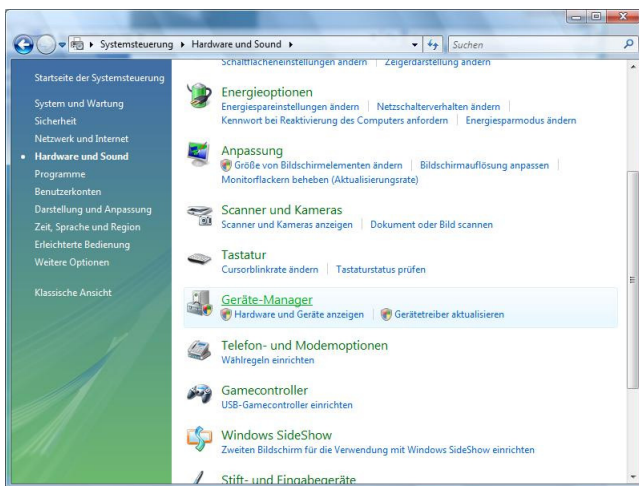 Systemsteuerung ▸ Hardware und Sound ▸
Suchen
Startseite der Systemsteuerung
System und Wartung
Sicherheit
Netzwerk und Internet
Hardware und Sound
Programme
Benutzerkonten
Darstellung und Anpassung
Zeit, Sprache und Region
Erleichterte Bedienung
Weitere Optionen
Klassische Ansicht
Schaltflächeneinstellungen ändern | Zeigerdarstellung ändern
Energieoptionen
Energiespareinstellungen ändern | Netzschalterverhalten ändern |
Kennwort bei Reaktivierung des Computers anfordern | Energiesparmodus ändern
Anpassung
Größe von Bildschirmelementen ändern | Bildschirmauflösung anpassen |
Monitorflackern beheben (Aktualisierungsrate)
Scanner und Kameras
Scanner und Kameras anzeigen | Dokument oder Bild scannen
Tastatur
Cursorblinkrate ändern | Tastaturstatus prüfen
Geräte-Manager
Hardware und Geräte anzeigen | Gerätetreiber aktualisieren
Telefon- und Modemoptionen
Wählregeln einrichten
Gamecontroller
USB-Gamecontroller einrichten
Windows SideShow
Zweiten Bildschirm für die Verwendung mit Windows SideShow einrichten
Stift- und Eingabegeräte